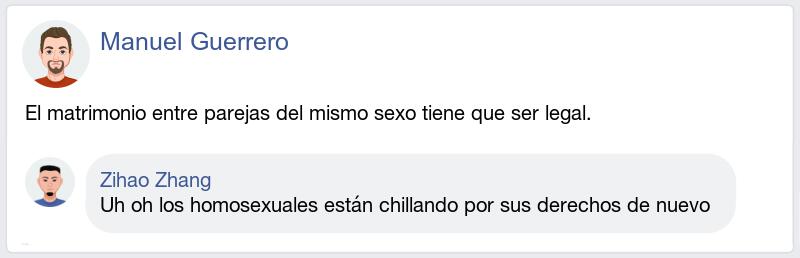 Manuel Guerrero
El matrimonio entre parejas del mismo sexo tiene que ser legal.
Zihao Zhang
Uh oh los homosexuales están chillando por sus derechos de nuevo